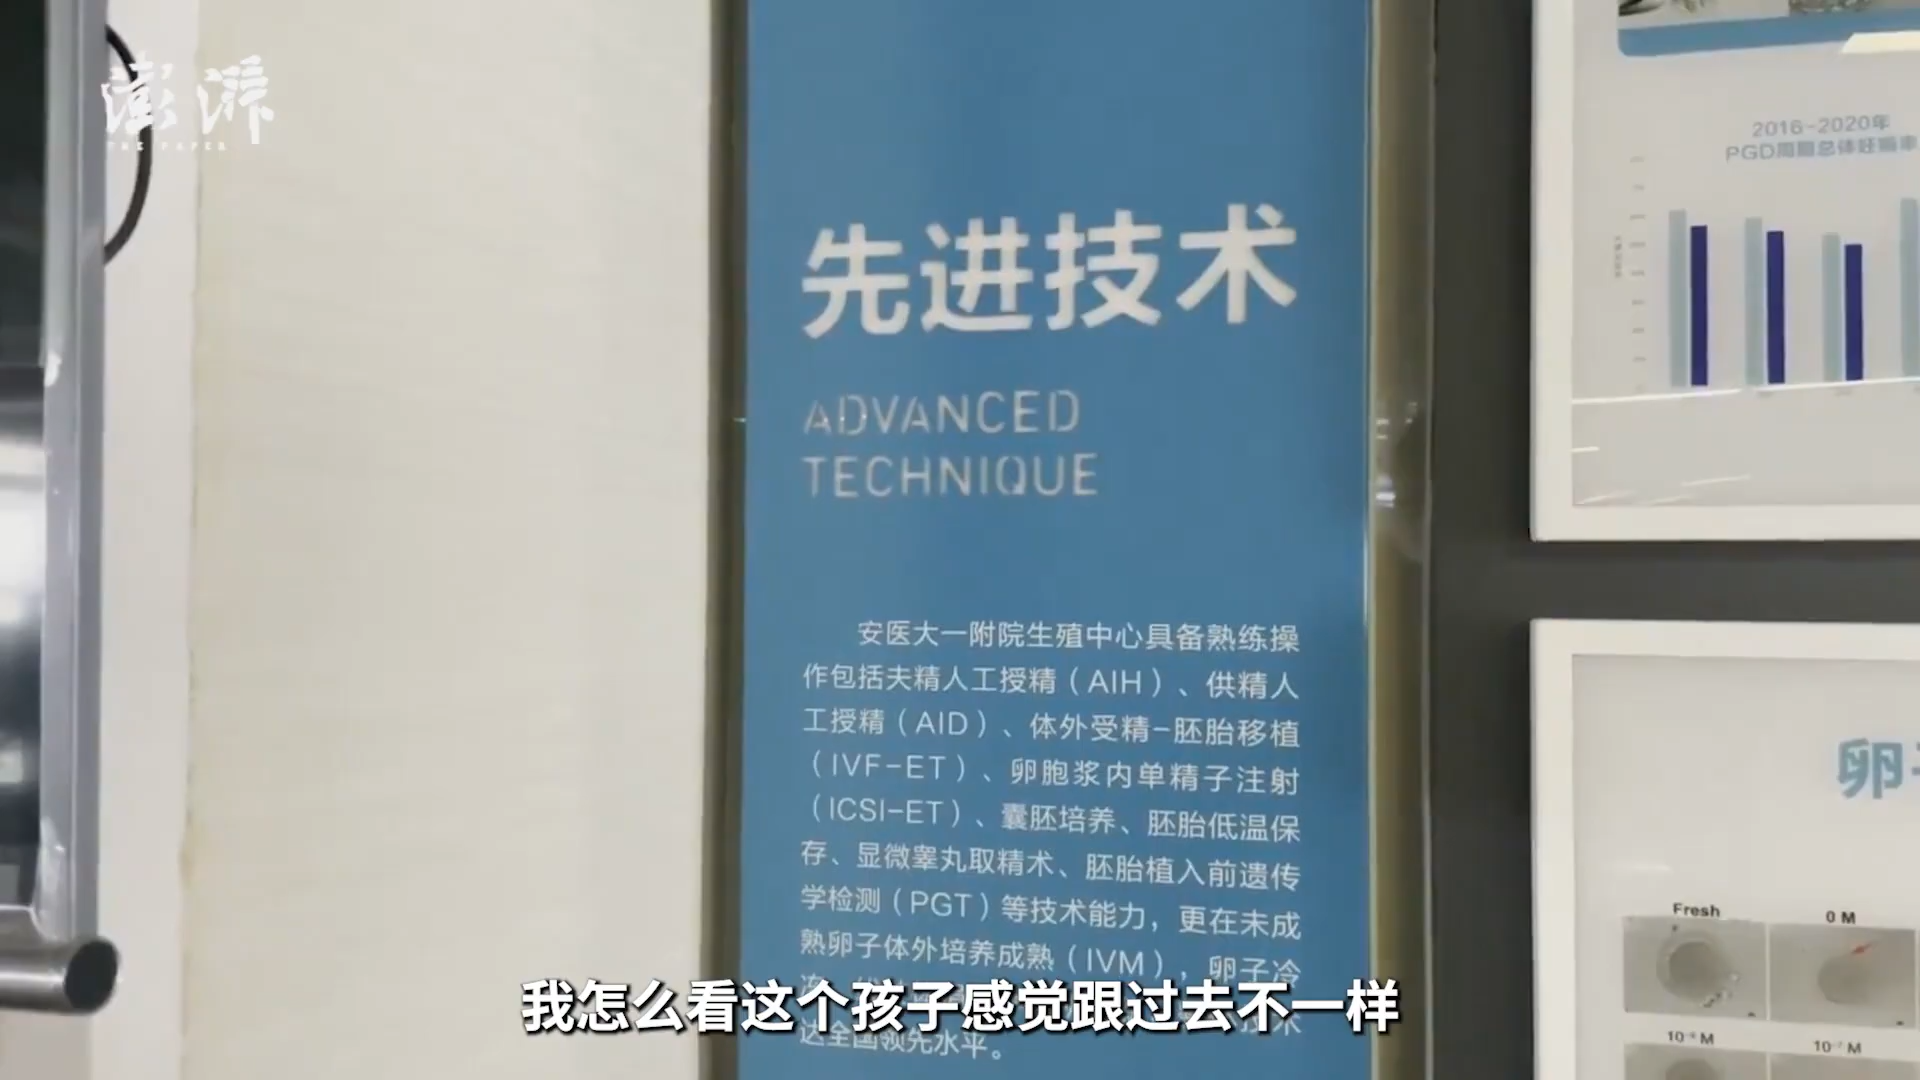 澎湃
THE PAPER
先进技术
ADVANCED
TECHNIQUE
安医大一附院生殖中心具备熟练操
作包括夫精人工授精（AIH）、供精人
工授精（AID）、体外受精-胚胎移植
（IVF-ET）、卵胞浆内单精子注射
（ICSI-ET）、囊胚培养、胚胎低温保
存、显微睾丸取精术、胚胎植入前遗传
学检测（PGT）等技术能力，更在未成
熟卵子体外培养成熟（IVM），卵子冷
技术
达全国领先水平。
我怎么看这个孩子感觉跟过去不一样
2016-2020年
PGD周期总体妊娠率
卵
Fresh
0 M